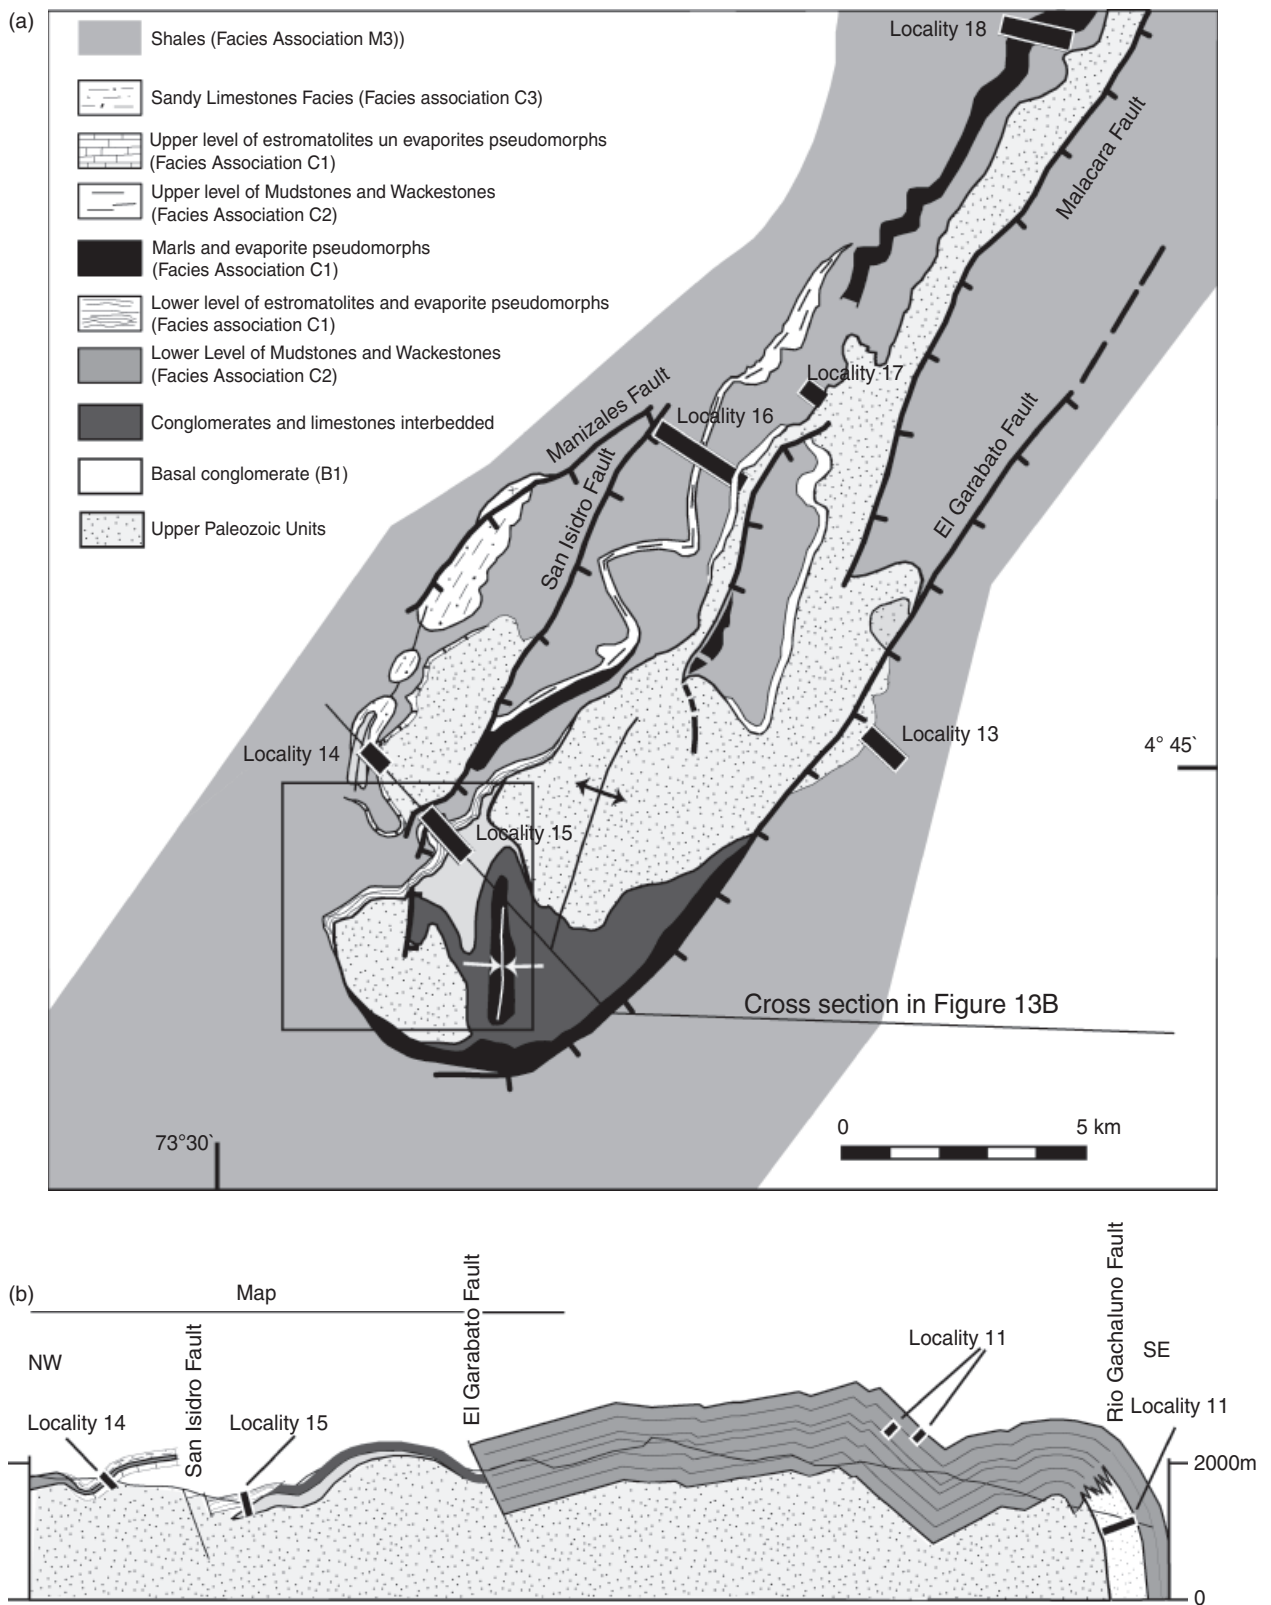 (a)
Shales (Facies Association M3))
Sandy Limestones Facies (Facies association C3)
Upper level of estromatolites un evaporites pseudomorphs
(Facies Association C1)
Upper level of Mudstones and Wackestones
(Facies Association C2)
Marls and evaporite pseudomorphs
(Facies Association C1)
Lower level of estromatolites and evaporite pseudomorphs
(Facies association C1)
Lower Level of Mudstones and Wackestones
(Facies Association C2)
Conglomerates and limestones interbedded
Basal conglomerate (B1)
Upper Paleozoic Units
Locality 18
Malacara Fault
Locality 17
Manizales Fault
Locality 16
San Isidro Fault
El Garabato Fault
Locality 13
4° 45`
Locality 14
Locality 15
Cross section in Figure 13B
73°30`
0
5 km
(b)
Map
NW
San Isidro Fault
El Garabato Fault
Locality 11
Rio Gachaluno Fault
SE
Locality 14
Locality 15
Locality 11
2000m
0